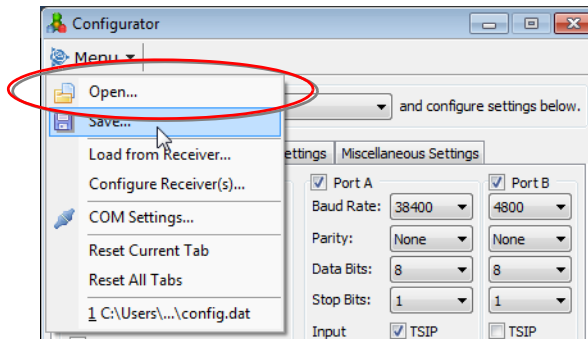 Configurator
Menu
Open...
and configure settings below.
Save...
ettings Miscellaneous Settings
Load from Receiver...
Port A Port B
Configure Receiver(s)...
Baud Rate: 38400 4800
COM Settings...
Parity: None None
Reset Current Tab
Data Bits: 8 8
Reset All Tabs
Stop Bits: 1 1
1 C:\Users\...\config.dat
Input TSIP TSIP